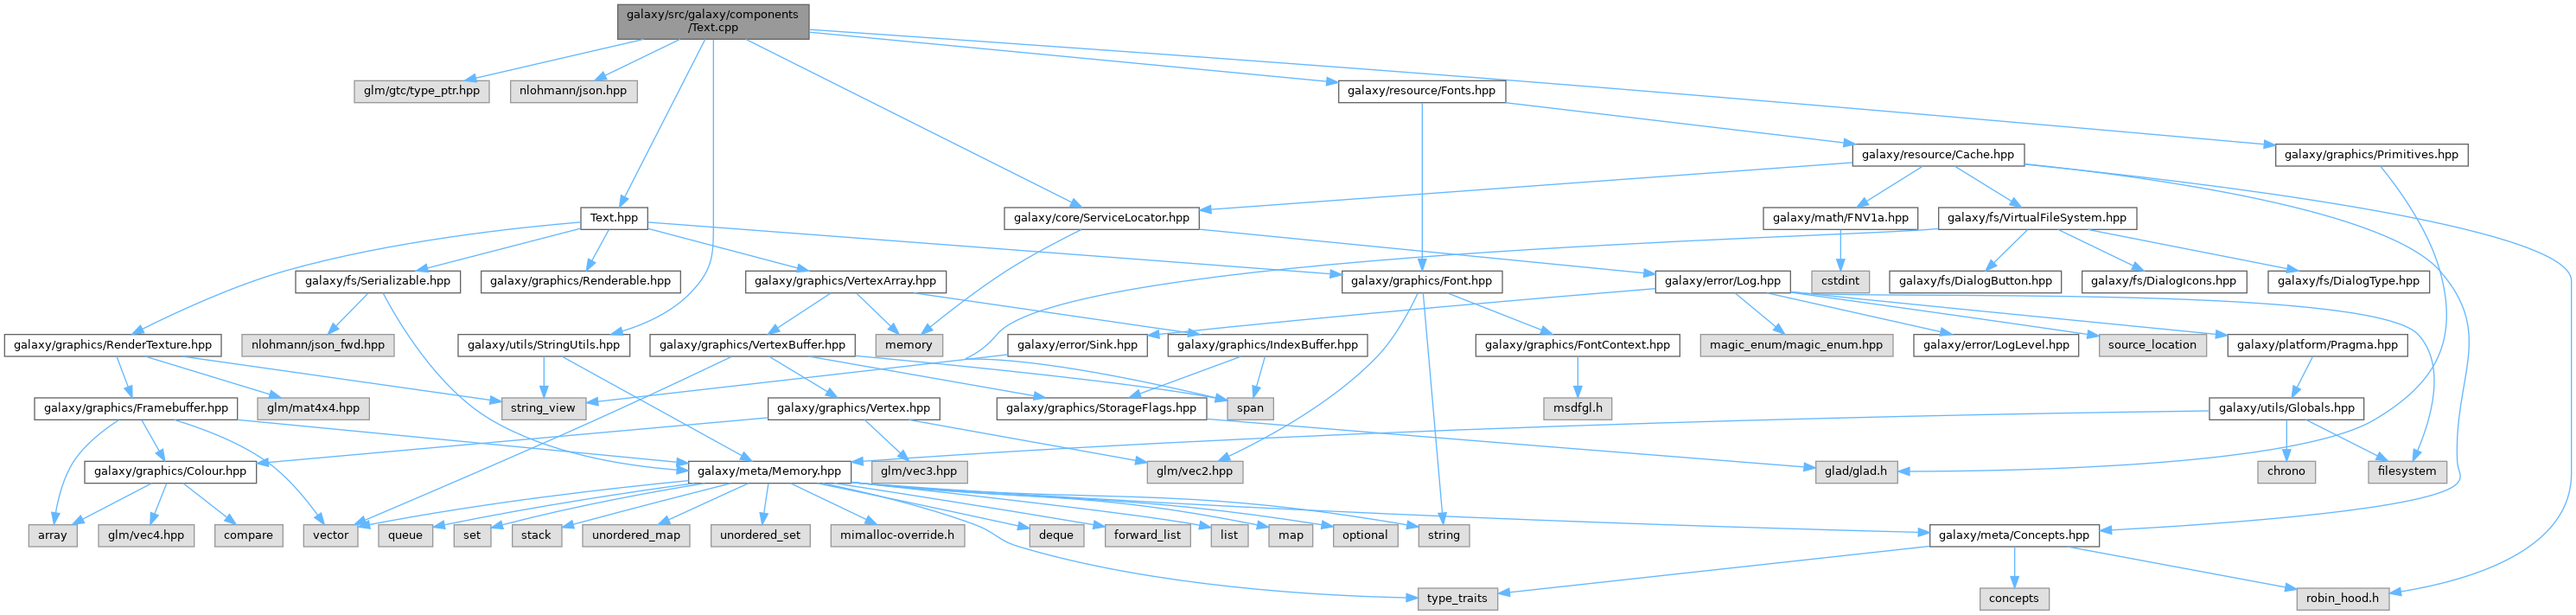 galaxy/src/galaxy/components
/Text.cpp
glm/gtc/type_ptr.hpp
nlohmann/json.hpp
galaxy/resource/Fonts.hpp
galaxy/resource/Cache.hpp
galaxy/graphics/Primitives.hpp
Text.hpp
galaxy/core/ServiceLocator.hpp
galaxy/math/FNV1a.hpp
galaxy/fs/VirtualFileSystem.hpp
galaxy/fs/Serializable.hpp
galaxy/graphics/Renderable.hpp
galaxy/graphics/VertexArray.hpp
galaxy/graphics/Font.hpp
galaxy/error/Log.hpp
cstdint
galaxy/fs/DialogButton.hpp
galaxy/fs/DialogIcons.hpp
galaxy/fs/DialogType.hpp
galaxy/graphics/RenderTexture.hpp
nlohmann/json_fwd.hpp
galaxy/utils/StringUtils.hpp
galaxy/graphics/VertexBuffer.hpp
memory
galaxy/error/Sink.hpp
galaxy/graphics/IndexBuffer.hpp
galaxy/graphics/FontContext.hpp
magic_enum/magic_enum.hpp
galaxy/error/LogLevel.hpp
source_location
galaxy/platform/Pragma.hpp
galaxy/graphics/Framebuffer.hpp
glm/mat4x4.hpp
string_view
galaxy/graphics/Vertex.hpp
galaxy/graphics/StorageFlags.hpp
span
msdfgl.h
galaxy/utils/Globals.hpp
galaxy/graphics/Colour.hpp
galaxy/meta/Memory.hpp
glm/vec3.hpp
glm/vec2.hpp
glad/glad.h
chrono
filesystem
array
glm/vec4.hpp
compare
vector
queue
set
stack
unordered_map
unordered_set
mimalloc-override.h
deque
forward_list
list
map
optional
string
galaxy/meta/Concepts.hpp
type_traits
concepts
robin_hood.h